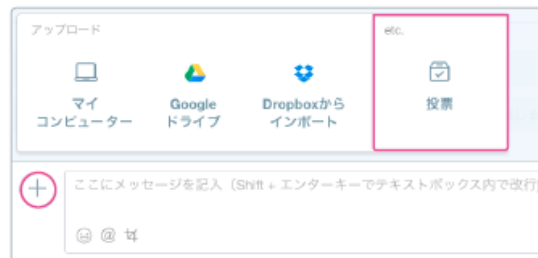 アップロード
etc.
マイ
コンピューター
Google
ドライブ
Dropboxから
インポート
投票
ここにメッセージを記入（Shift + エンターキーでテキストボックス内で改行